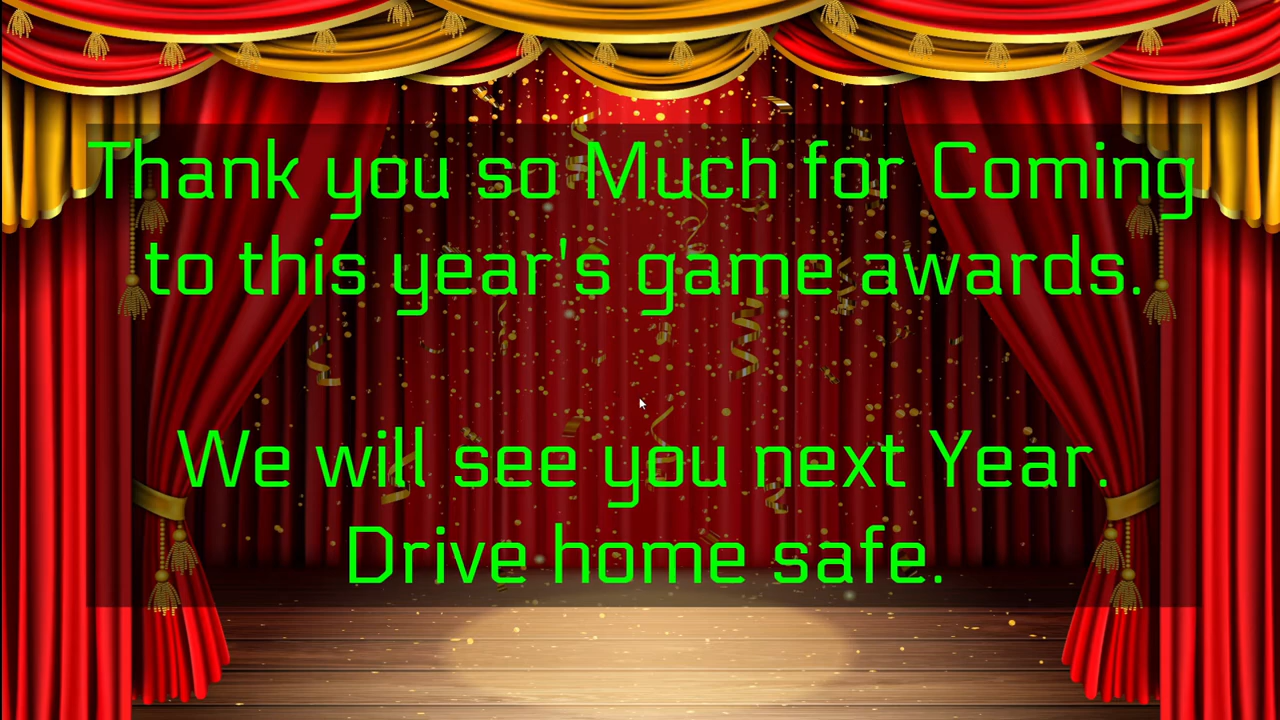 Thank you so Much for Coming
to this year's game awards.
We will see you next Year.
Drive home safe.